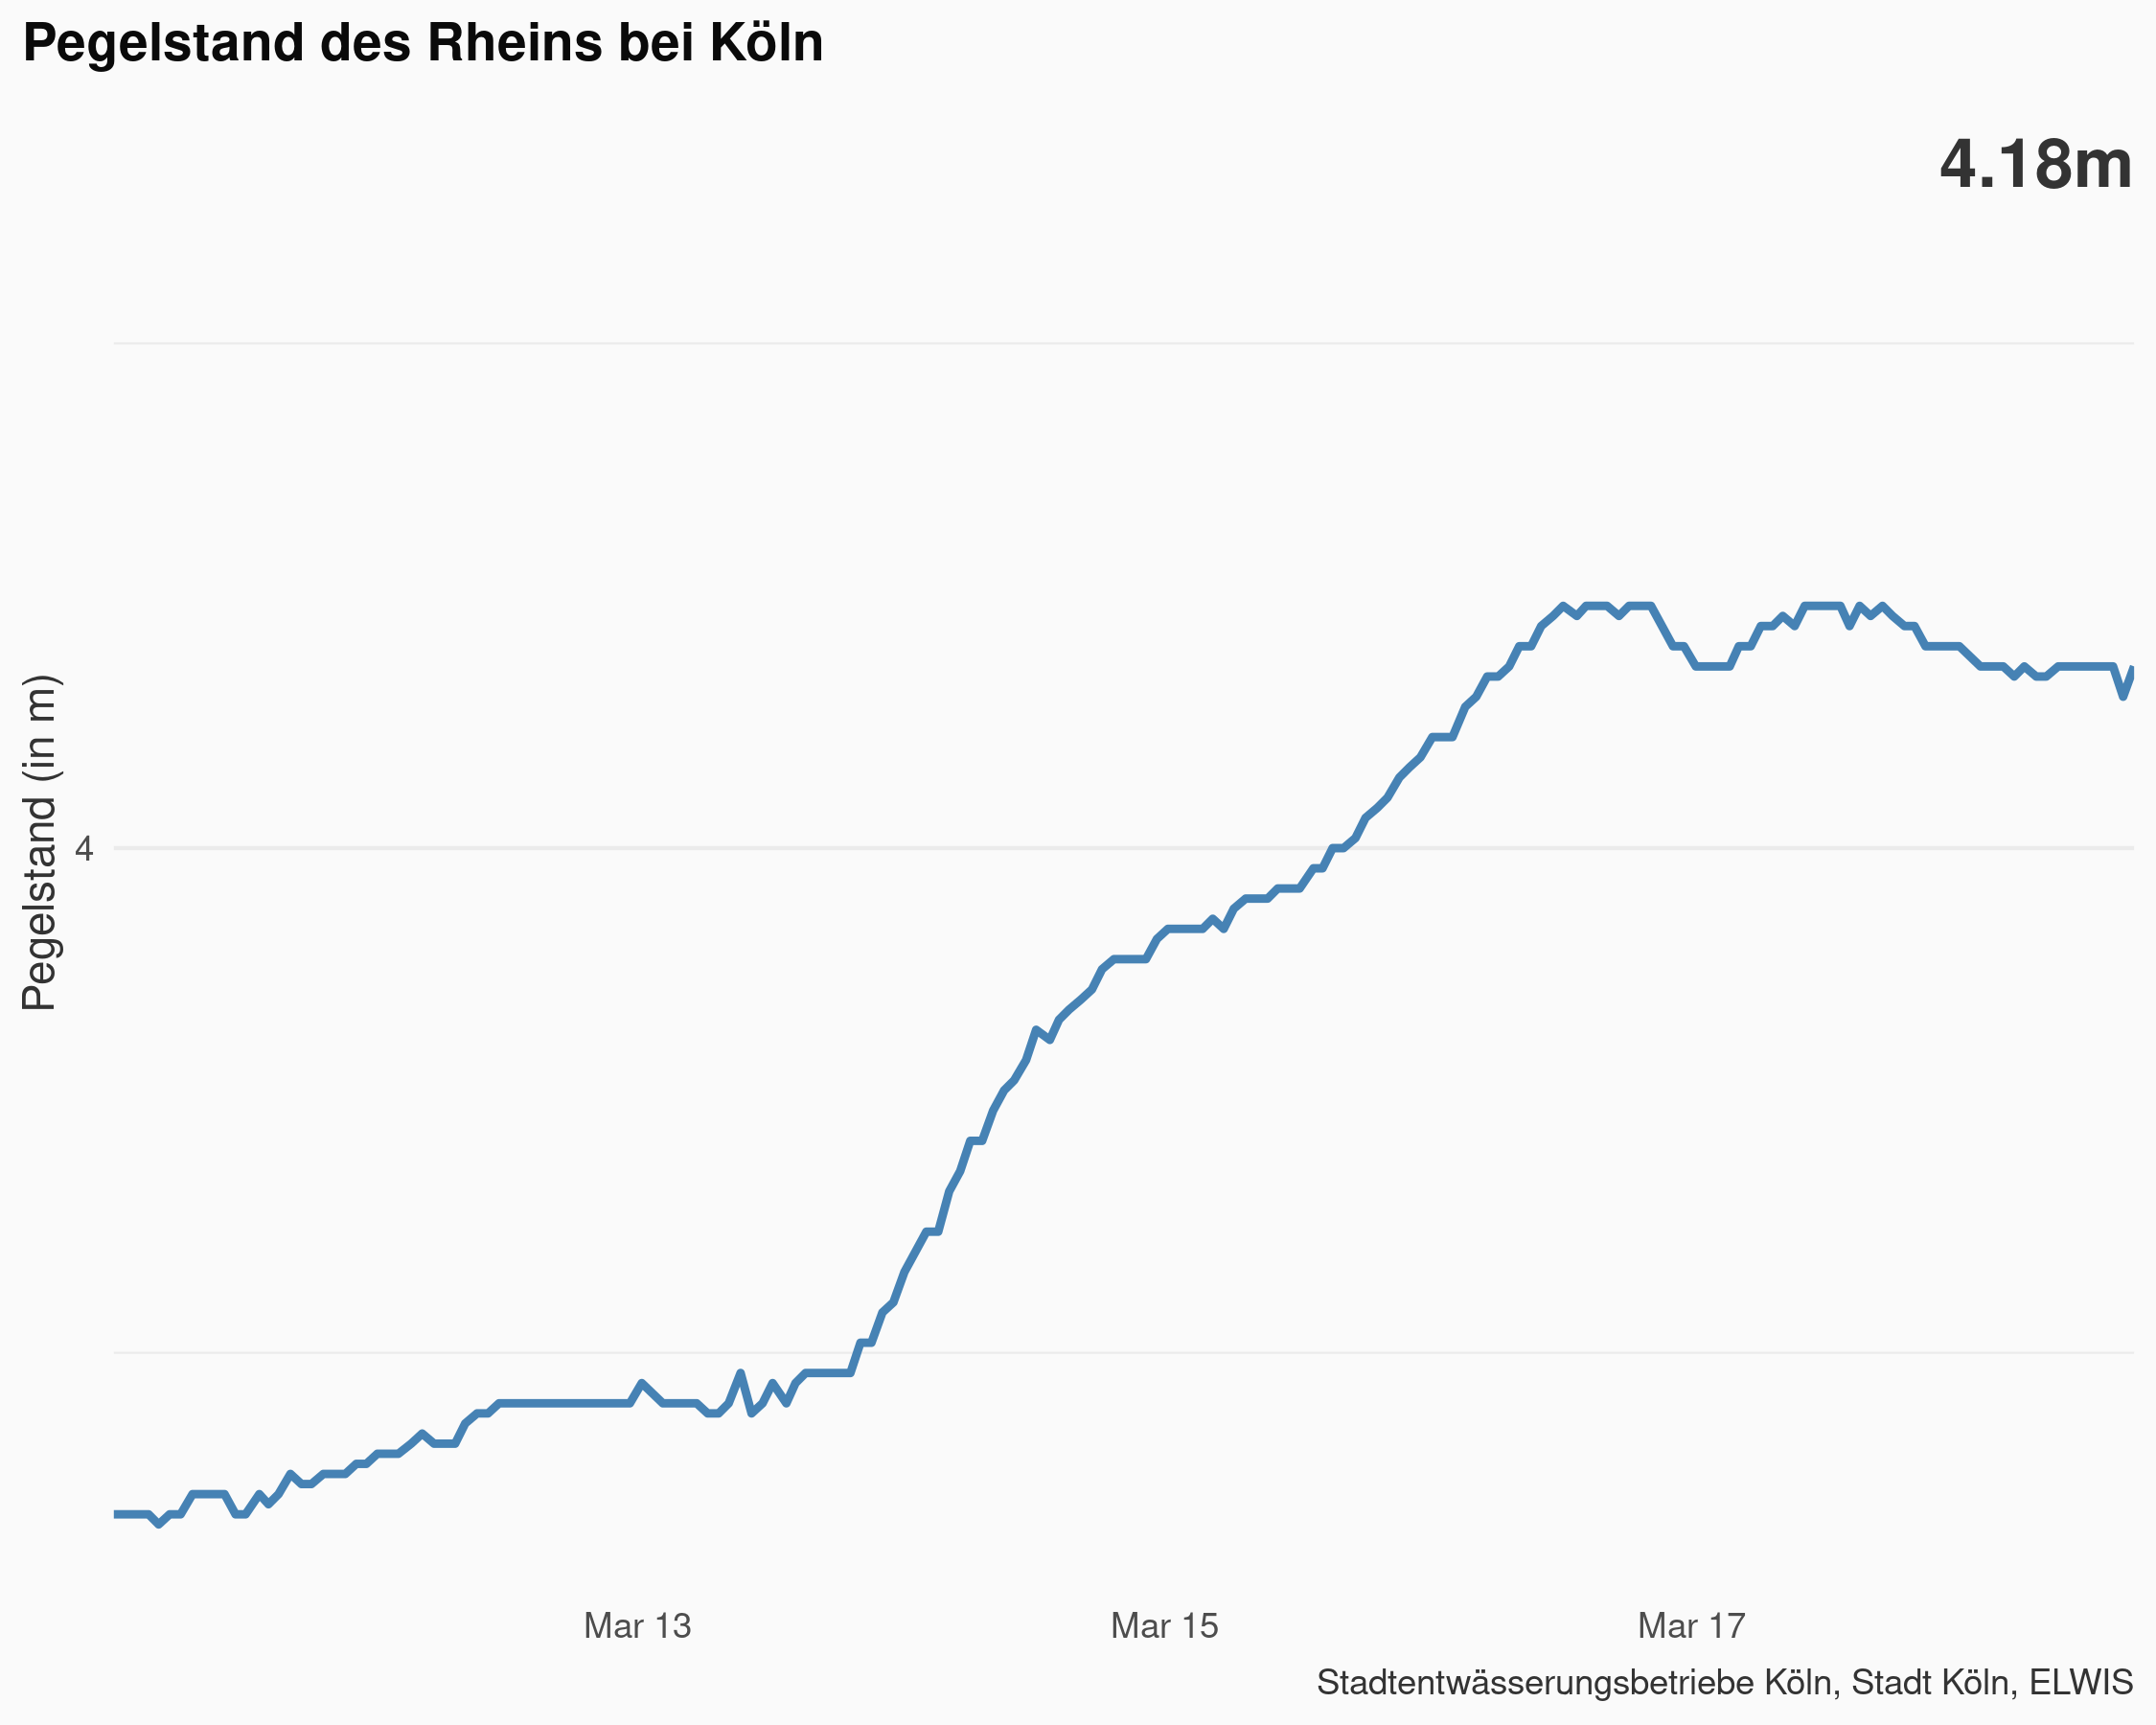 Pegelstand des Rheins bei Köln
4.18m
Pegelstand (in m)
4
Mar 13
Mar 15
Mar 17
Stadtentwässerungsbetriebe Köln, Stadt Köln, ELWIS